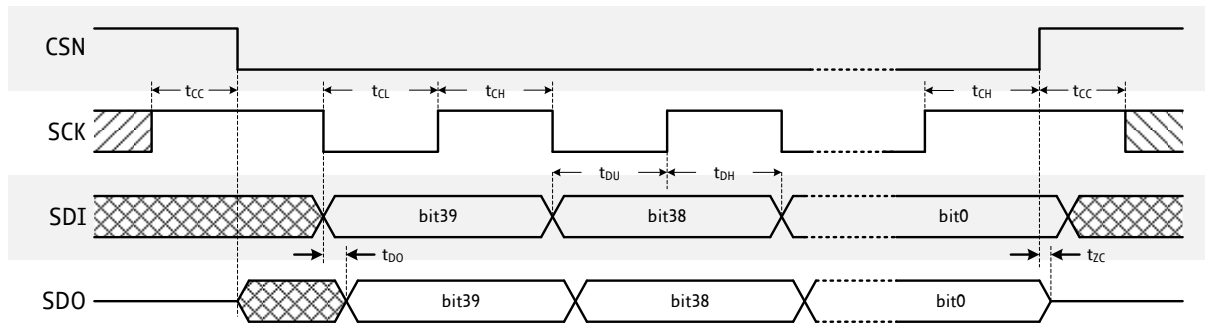 CSN
tCC tCL tCH tCH tCC
SCK
tDU tDH
SDI bit39 bit38 bit0
tDO tZC
SDO bit39 bit38 bit0